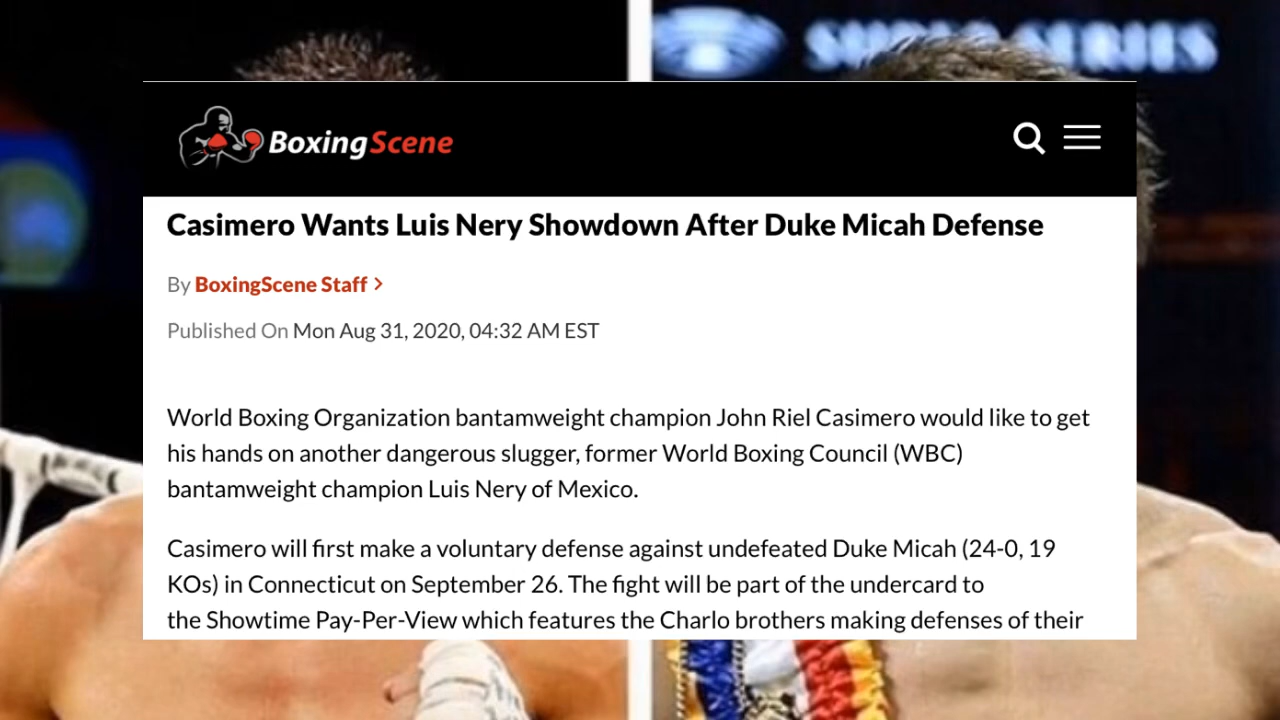 SUPER SERIES
BoxingScene
Casimero Wants Luis Nery Showdown After Duke Micah Defense
By BoxingScene Staff >
Published On Mon Aug 31, 2020, 04:32 AM EST
World Boxing Organization bantamweight champion John Riel Casimero would like to get
his hands on another dangerous slugger, former World Boxing Council (WBC)
bantamweight champion Luis Nery of Mexico.
Casimero will first make a voluntary defense against undefeated Duke Micah (24-0, 19
KOs) in Connecticut on September 26. The fight will be part of the undercard to
the Showtime Pay-Per-View which features the Charlo brothers making defenses of their